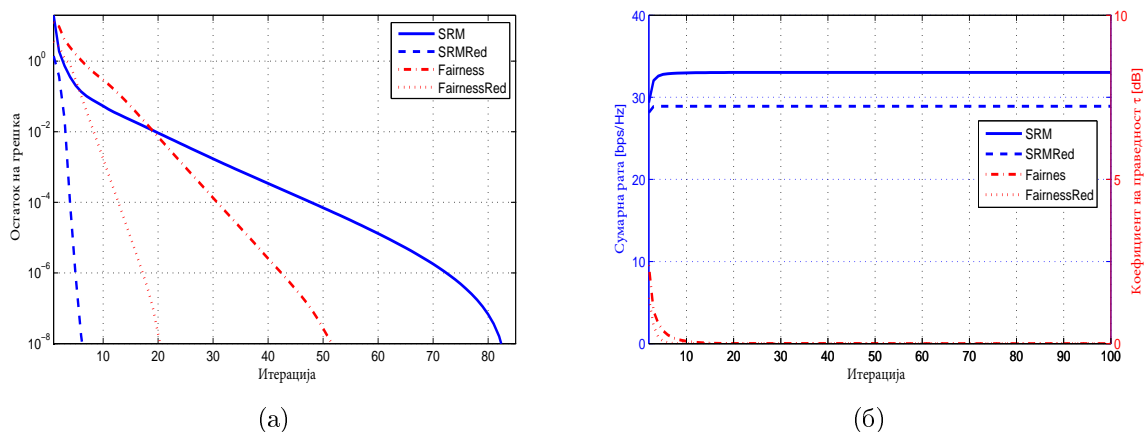 Остаток на грешка
10^0
10^−2
10^−4
10^−6
10^−8
10
20
30
40
50
60
70
80
Итерација
SRM
SRMRed
Fairness
FairnessRed
(а)
Сумарна рата [bps/Hz]
40
30
20
10
0
10
20
30
40
50
60
70
80
90
100
Итерација
SRM
SRMRed
Fairnes
FairnessRed
10
5
0
Коефициент на праведност τ [dB]
(б)